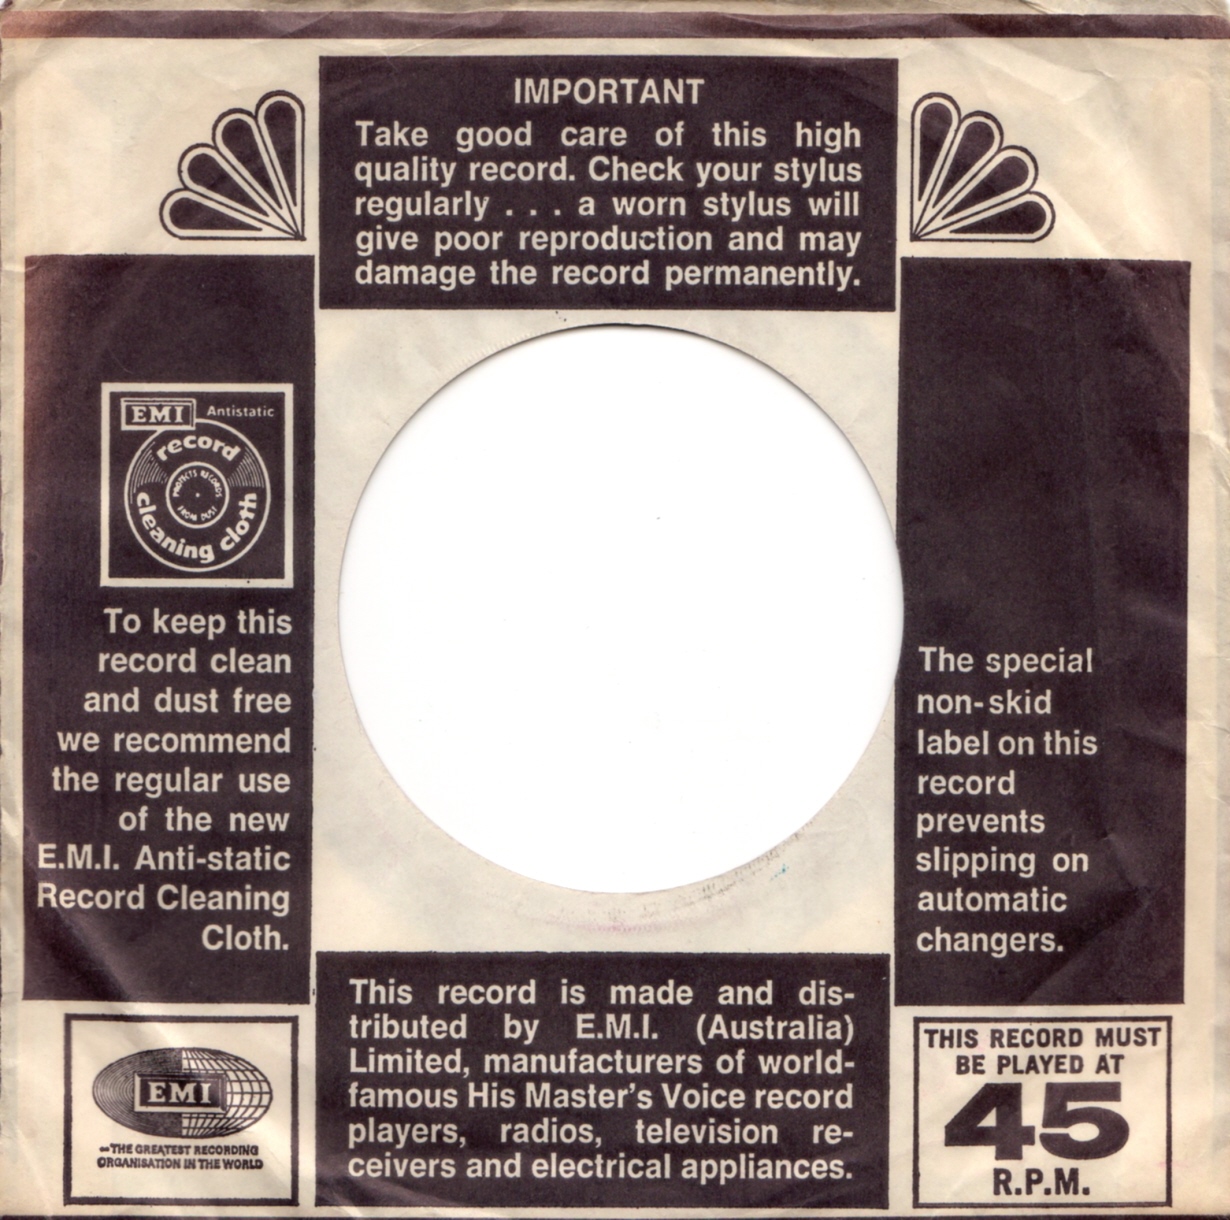 IMPORTANT
Take good care of this high
quality record. Check your stylus
regularly . . . a worn stylus will
give poor reproduction and may
damage the record permanently.
EMI Antistatic
record
PROTECTS RECORDS
FROM DUST
cleaning cloth
To keep this
record clean
and dust free
we recommend
the regular use
of the new
E.M.I. Anti-static
Record Cleaning
Cloth.
The special
non-skid
label on this
record
prevents
slipping on
automatic
changers.
This record is made and dis-
tributed by E.M.I. (Australia)
Limited, manufacturers of world-
famous His Master's Voice record
players, radios, television re-
ceivers and electrical appliances.
EMI
THE GREATEST RECORDING
ORGANISATION IN THE WORLD
THIS RECORD MUST
BE PLAYED AT
45
R.P.M.